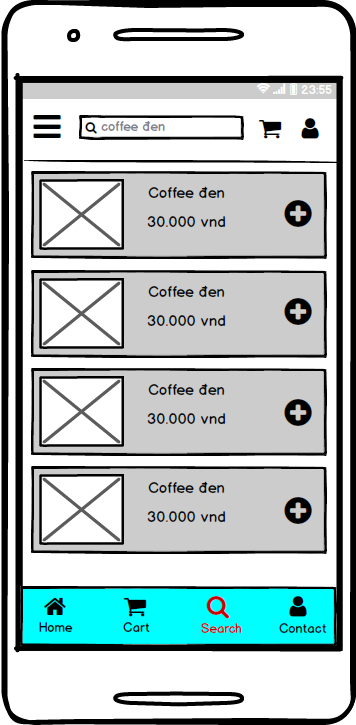 23:55
coffee đen
Coffee đen
30.000 vnd
Coffee đen
30.000 vnd
Coffee đen
30.000 vnd
Coffee đen
30.000 vnd
Home Cart Search Contact